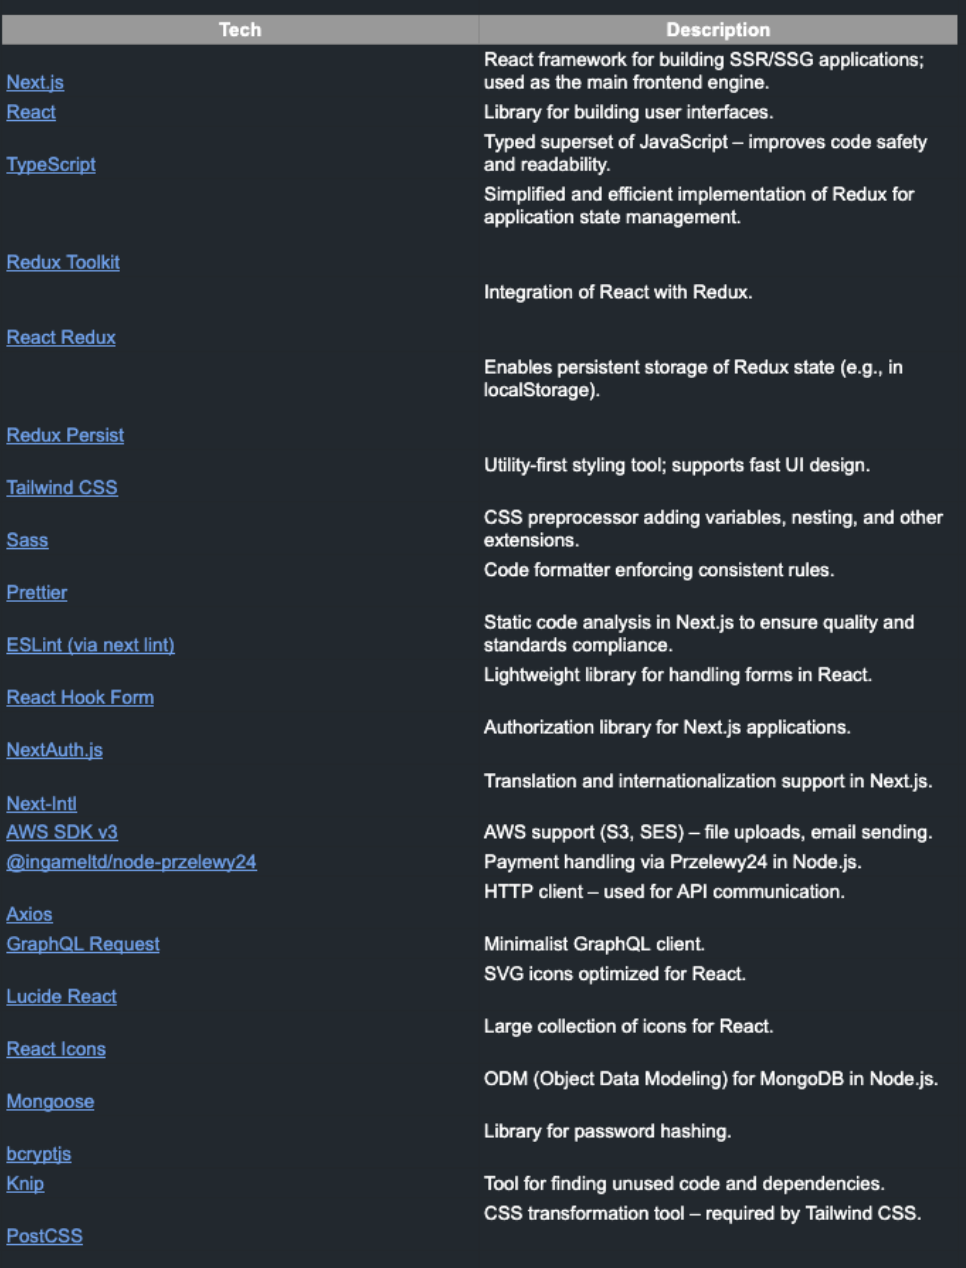 Tech Description
React framework for building SSR/SSG applications;
Next.js used as the main frontend engine.
React Library for building user interfaces.
Typed superset of JavaScript – improves code safety
TypeScript and readability.
Simplified and efficient implementation of Redux for
application state management.
Redux Toolkit
Integration of React with Redux.
React Redux
Enables persistent storage of Redux state (e.g., in
localStorage).
Redux Persist
Utility-first styling tool; supports fast UI design.
Tailwind CSS
CSS preprocessor adding variables, nesting, and other
Sass extensions.
Code formatter enforcing consistent rules.
Prettier
Static code analysis in Next.js to ensure quality and
ESLint (via next lint) standards compliance.
Lightweight library for handling forms in React.
React Hook Form
Authorization library for Next.js applications.
NextAuth.js
Translation and internationalization support in Next.js.
Next-Intl
AWS SDK v3 AWS support (S3, SES) – file uploads, email sending.
@ingameltd/node-przelewy24 Payment handling via Przelewy24 in Node.js.
HTTP client – used for API communication.
Axios
GraphQL Request Minimalist GraphQL client.
SVG icons optimized for React.
Lucide React
Large collection of icons for React.
React Icons
ODM (Object Data Modeling) for MongoDB in Node.js.
Mongoose
Library for password hashing.
bcryptjs
Knip Tool for finding unused code and dependencies.
CSS transformation tool – required by Tailwind CSS.
PostCSS